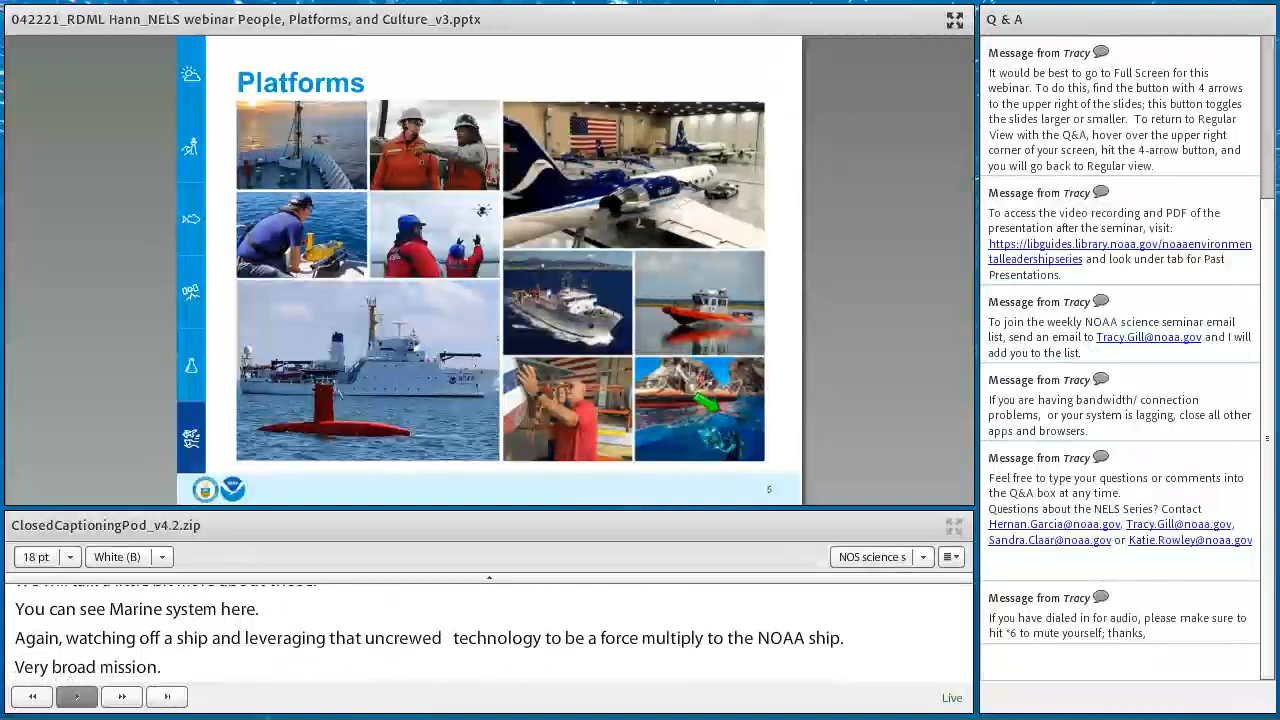 042221_RDML Hann_NELS webinar People, Platforms, and Culture_v3.pptx
Platforms
5
ClosedCaptioningPod_v4.2.zip
18 pt
White (B)
NOS science s
You can see Marine system here.
Again, watching off a ship and leveraging that uncrewed technology to be a force multiply to the NOAA ship.
Very broad mission.
Live
Q & A
Message from Tracy
It would be best to go to Full Screen for this
webinar. To do this, find the button with 4 arrows
to the upper right of the slides; this button toggles
the slides larger or smaller. To return to Regular
View with the Q&A, hover over the upper right
corner of your screen, hit the 4-arrow button, and
you will go back to Regular view.
Message from Tracy
To access the video recording and PDF of the
presentation after the seminar, visit:
https://libguides.library.noaa.gov/noaaenvironmen
talleadershipseries and look under tab for Past
Presentations.
Message from Tracy
To join the weekly NOAA science seminar email
list, send an email to Tracy.Gill@noaa.gov and I will
add you to the list.
Message from Tracy
If you are having bandwidth/ connection
problems, or your system is lagging, close all other
apps and browsers.
Message from Tracy
Feel free to type your questions or comments into
the Q&A box at any time.
Questions about the NELS Series? Contact
Hernan.Garcia@noaa.gov, Tracy.Gill@noaa.gov,
Sandra.Claar@noaa.gov or Katie.Rowley@noaa.gov
Message from Tracy
If you have dialed in for audio, please make sure to
hit *6 to mute yourself; thanks,